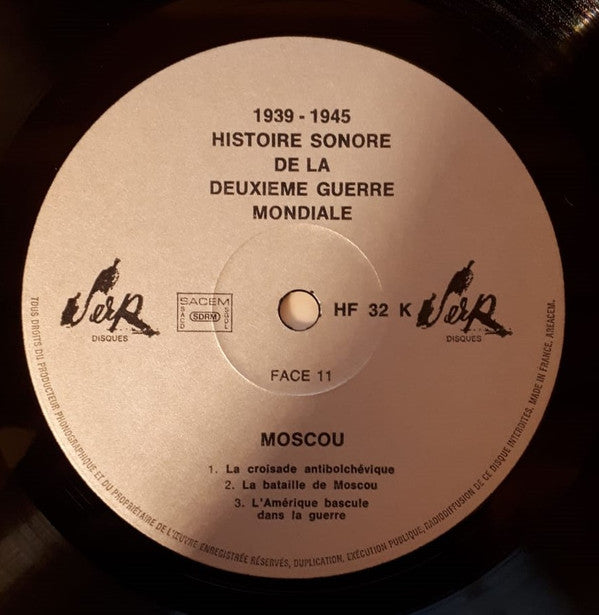 1939 - 1945
HISTOIRE SONORE
DE LA
DEUXIEME GUERRE
MONDIALE
Serp
DISQUES
SACEM
SACD
SDRM
SGDL
HF 32 K
Serp
DISQUES
FACE 11
MOSCOU
1. La croisade antibolchévique
2. La bataille de Moscou
3. L'Amérique bascule
dans la guerre
TOUS DROITS DU PRODUCTEUR PHONOGRAPHIQUE ET DU PROPRIÉTAIRE DE L'ŒUVRE ENREGISTRÉE RÉSERVÉS, DUPLICATION, EXÉCUTION PUBLIQUE, RADIODIFFUSION DE CE DISQUE INTERDITES. MADE IN FRANCE. AREACEM.